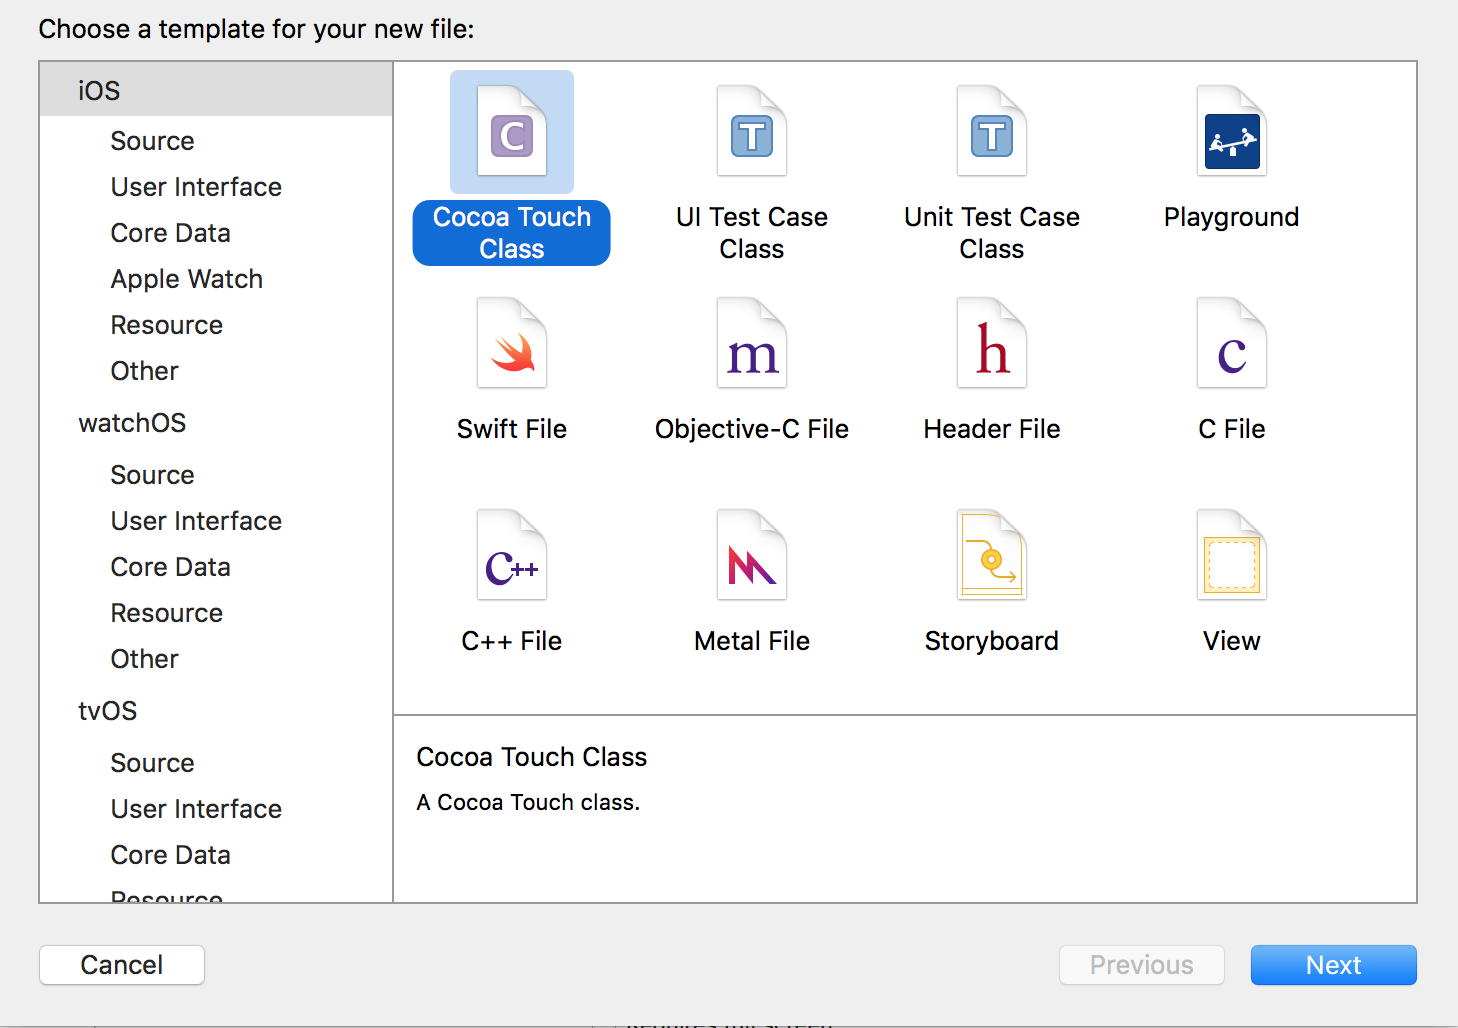 Choose a template for your new file:
iOS
Source
User Interface
Core Data
Apple Watch
Resource
Other
watchOS
Source
User Interface
Core Data
Resource
Other
tvOS
Source
User Interface
Core Data
Resource
C
T
T
Cocoa Touch
Class
UI Test Case
Class
Unit Test Case
Class
Playground
m
h
c
Swift File
Objective-C File
Header File
C File
C++
C++ File
Metal File
Storyboard
View
Cocoa Touch Class
A Cocoa Touch class.
Cancel
Previous
Next